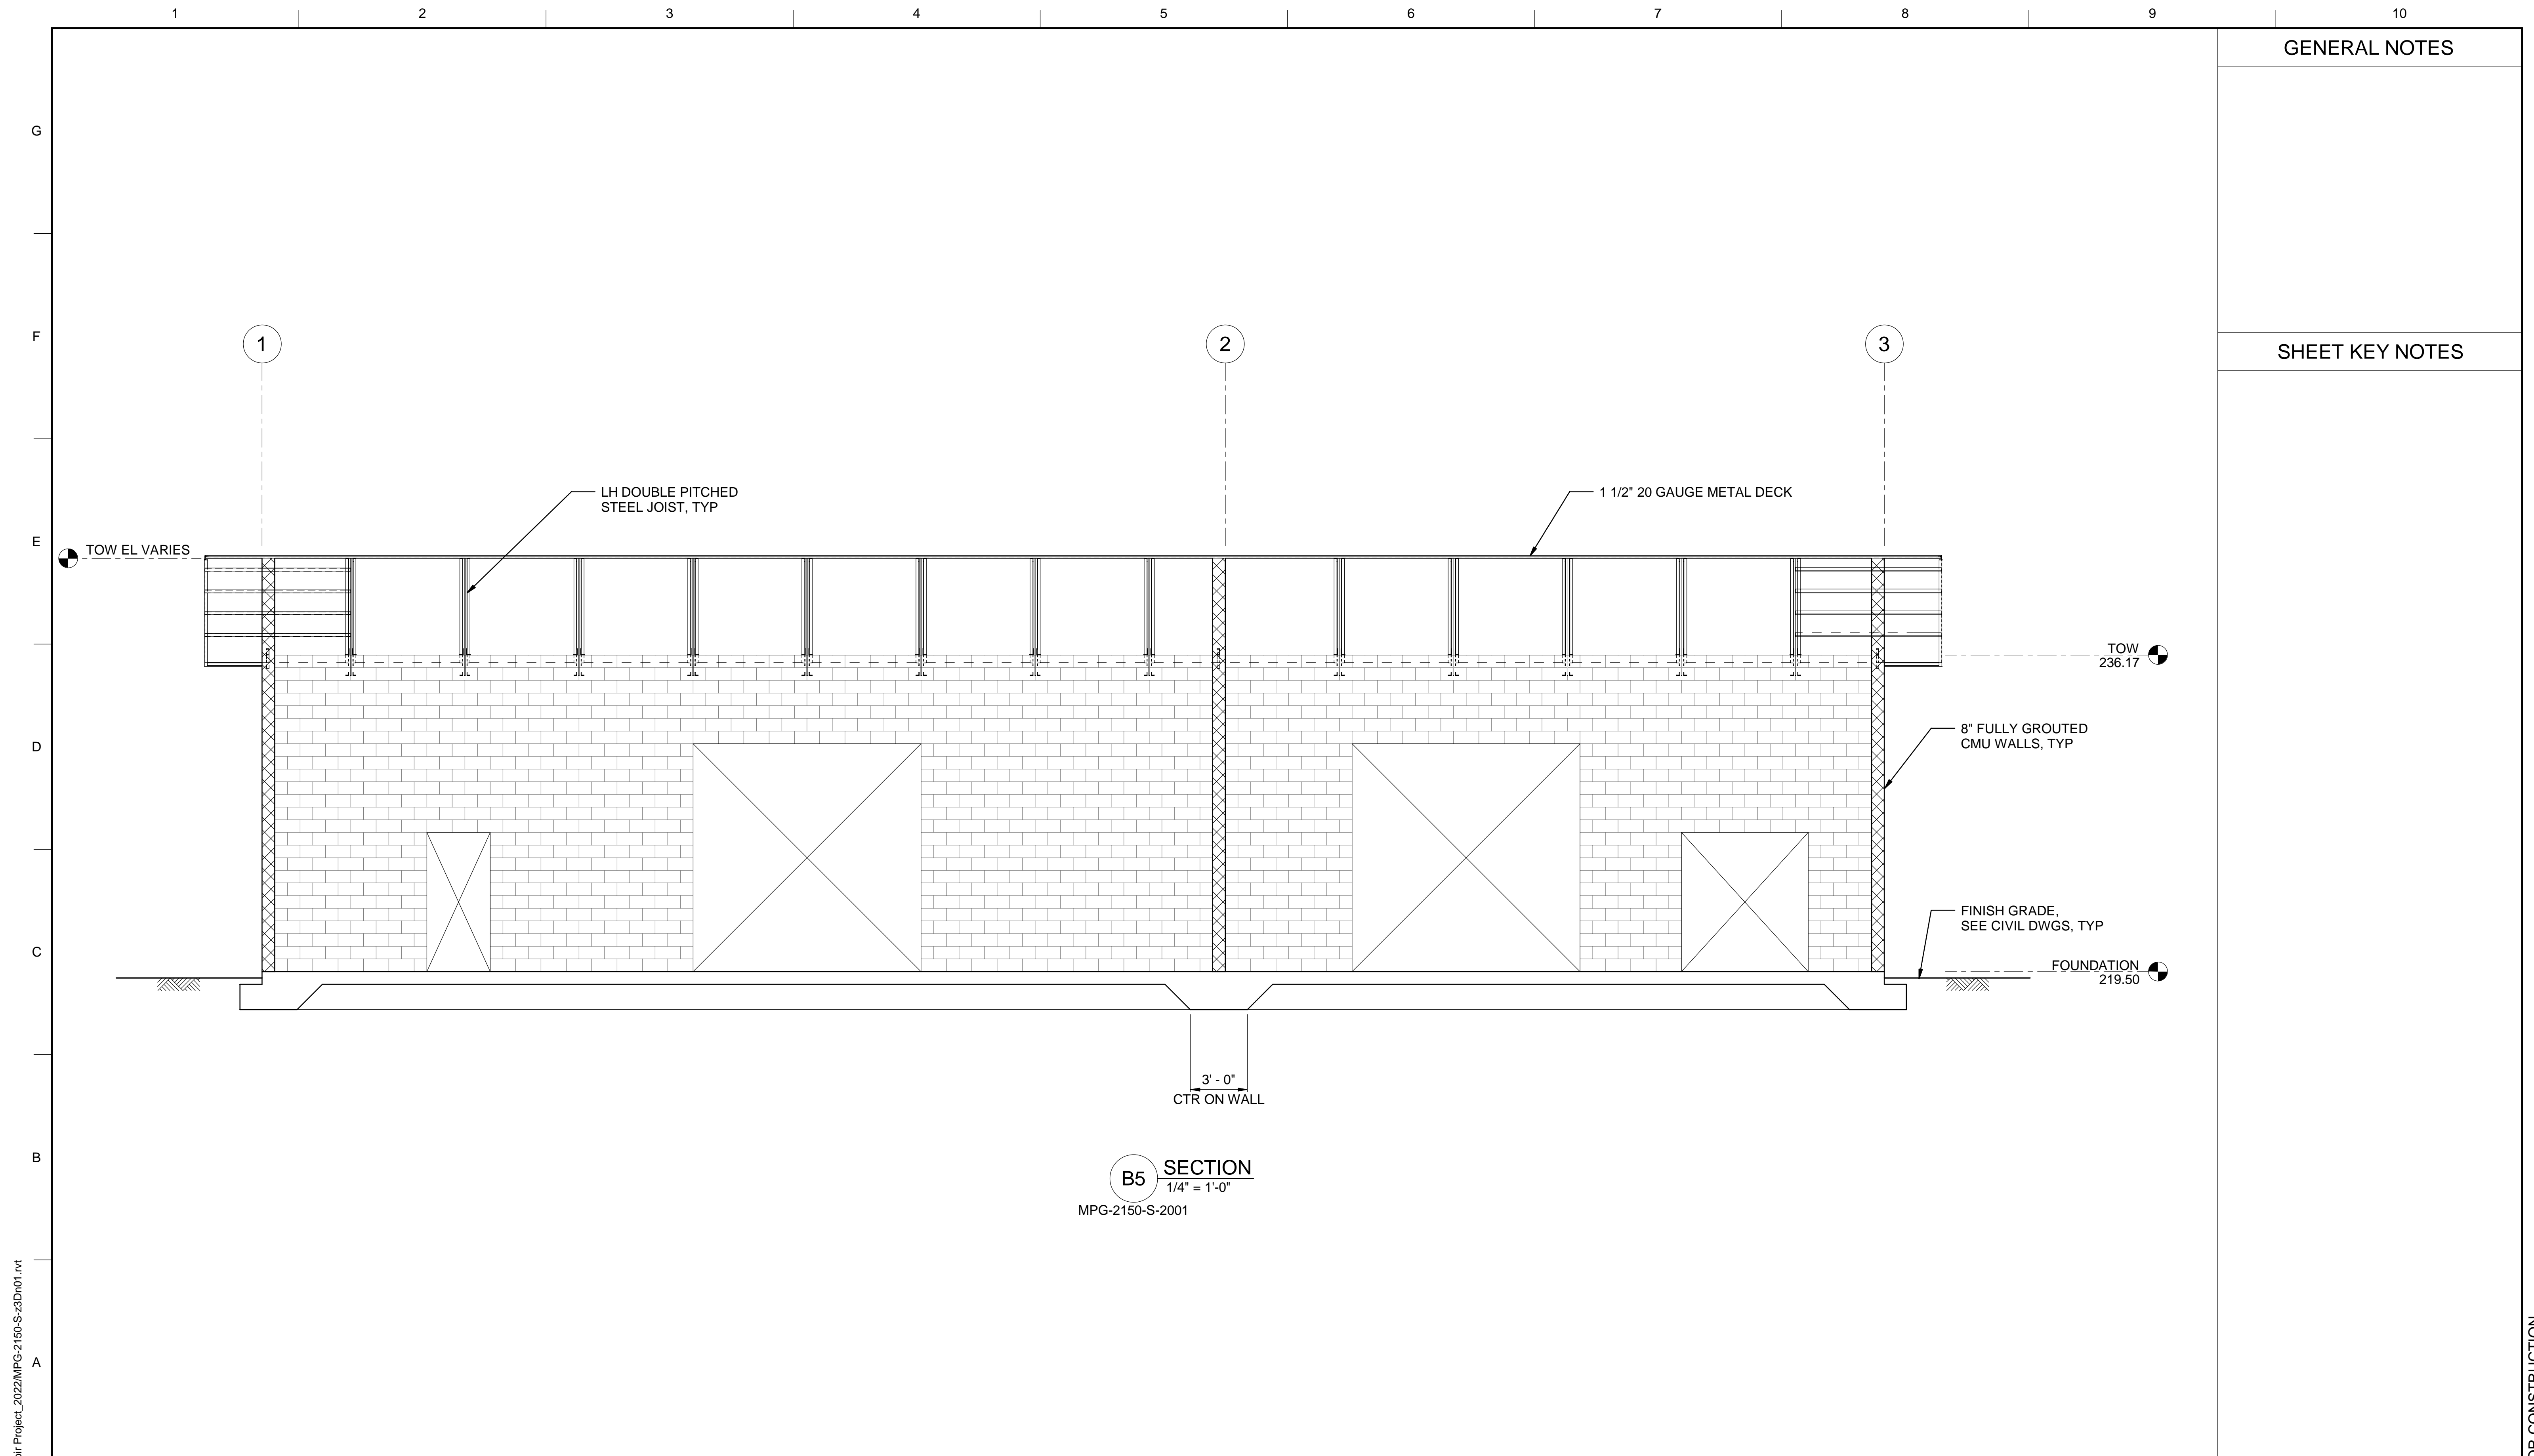 1 2 3 4 5 6 7 8 9 10
GENERAL NOTES
G
F
1
2
3
SHEET KEY NOTES
LH DOUBLE PITCHED
STEEL JOIST, TYP
1 1/2" 20 GAUGE METAL DECK
E
TOW EL VARIES
TOW
236.17
D
8" FULLY GROUTED
CMU WALLS, TYP
FINISH GRADE,
SEE CIVIL DWGS, TYP
C
FOUNDATION
219.50
3' - 0"
CTR ON WALL
B
B5
SECTION
1/4" = 1'-0"
MPG-2150-S-2001
A
Project_2022/MPG-2150-S-z3Dn01.rvt
CONSTRUCTION